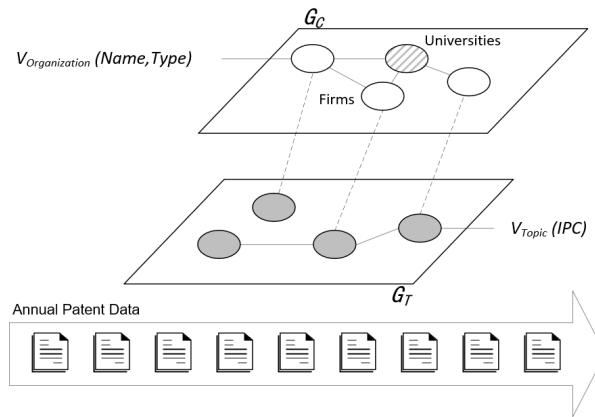 G_C
Universities
V_Organization (Name,Type)
Firms
V_Topic (IPC)
G_T
Annual Patent Data